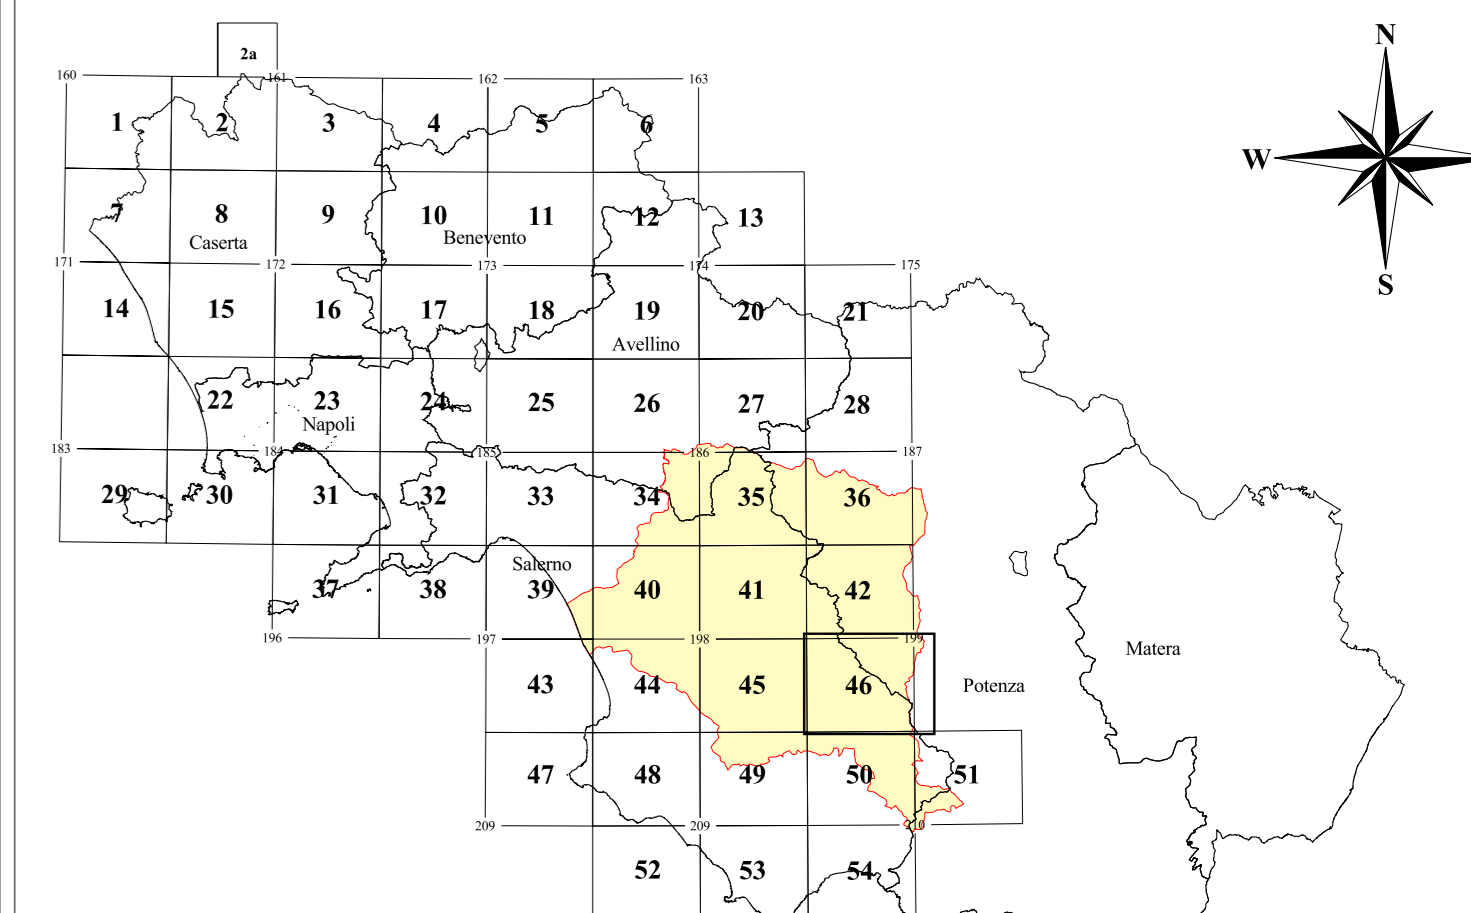 N
2a
160 161 162 163
1 2 3 4 5 6
W
7 8 9 10 11 12 13
Caserta Benevento
171 172 173 174 175
S
14 15 16 17 18 19 20 21
Avellino
22 23 24 25 26 27 28
Napoli
183 184 185 186 187
29 30 31 32 33 34 35 36
Salerno
37 38 39 40 41 42
196 197 198 199
Matera
43 44 45 46 Potenza
47 48 49 50 51
209 209 210
52 53 54